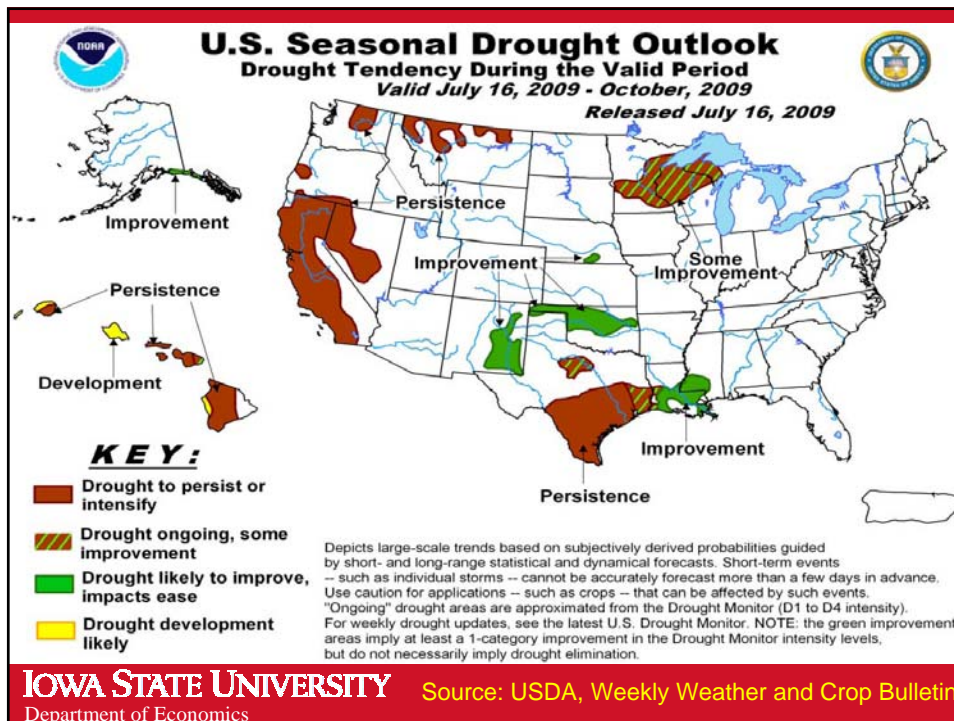 U.S. Seasonal Drought Outlook
Drought Tendency During the Valid Period
Valid July 16, 2009 - October, 2009
Released July 16, 2009
NOAA
Improvement
Persistence
Development
Persistence
Improvement
Some
Improvement
Improvement
Persistence
KEY:
Drought to persist or
intensify
Drought ongoing, some
improvement
Drought likely to improve,
impacts ease
Drought development
likely
Depicts large-scale trends based on subjectively derived probabilities guided
by short- and long-range statistical and dynamical forecasts. Short-term events
-- such as individual storms -- cannot be accurately forecast more than a few days in advance.
Use caution for applications -- such as crops -- that can be affected by such events.
"Ongoing" drought areas are approximated from the Drought Monitor (D1 to D4 intensity).
For weekly drought updates, see the latest U.S. Drought Monitor. NOTE: the green improvement
areas imply at least a 1-category improvement in the Drought Monitor intensity levels,
but do not necessarily imply drought elimination.
IOWA STATE UNIVERSITY
Department of Economics
Source: USDA, Weekly Weather and Crop Bulletin